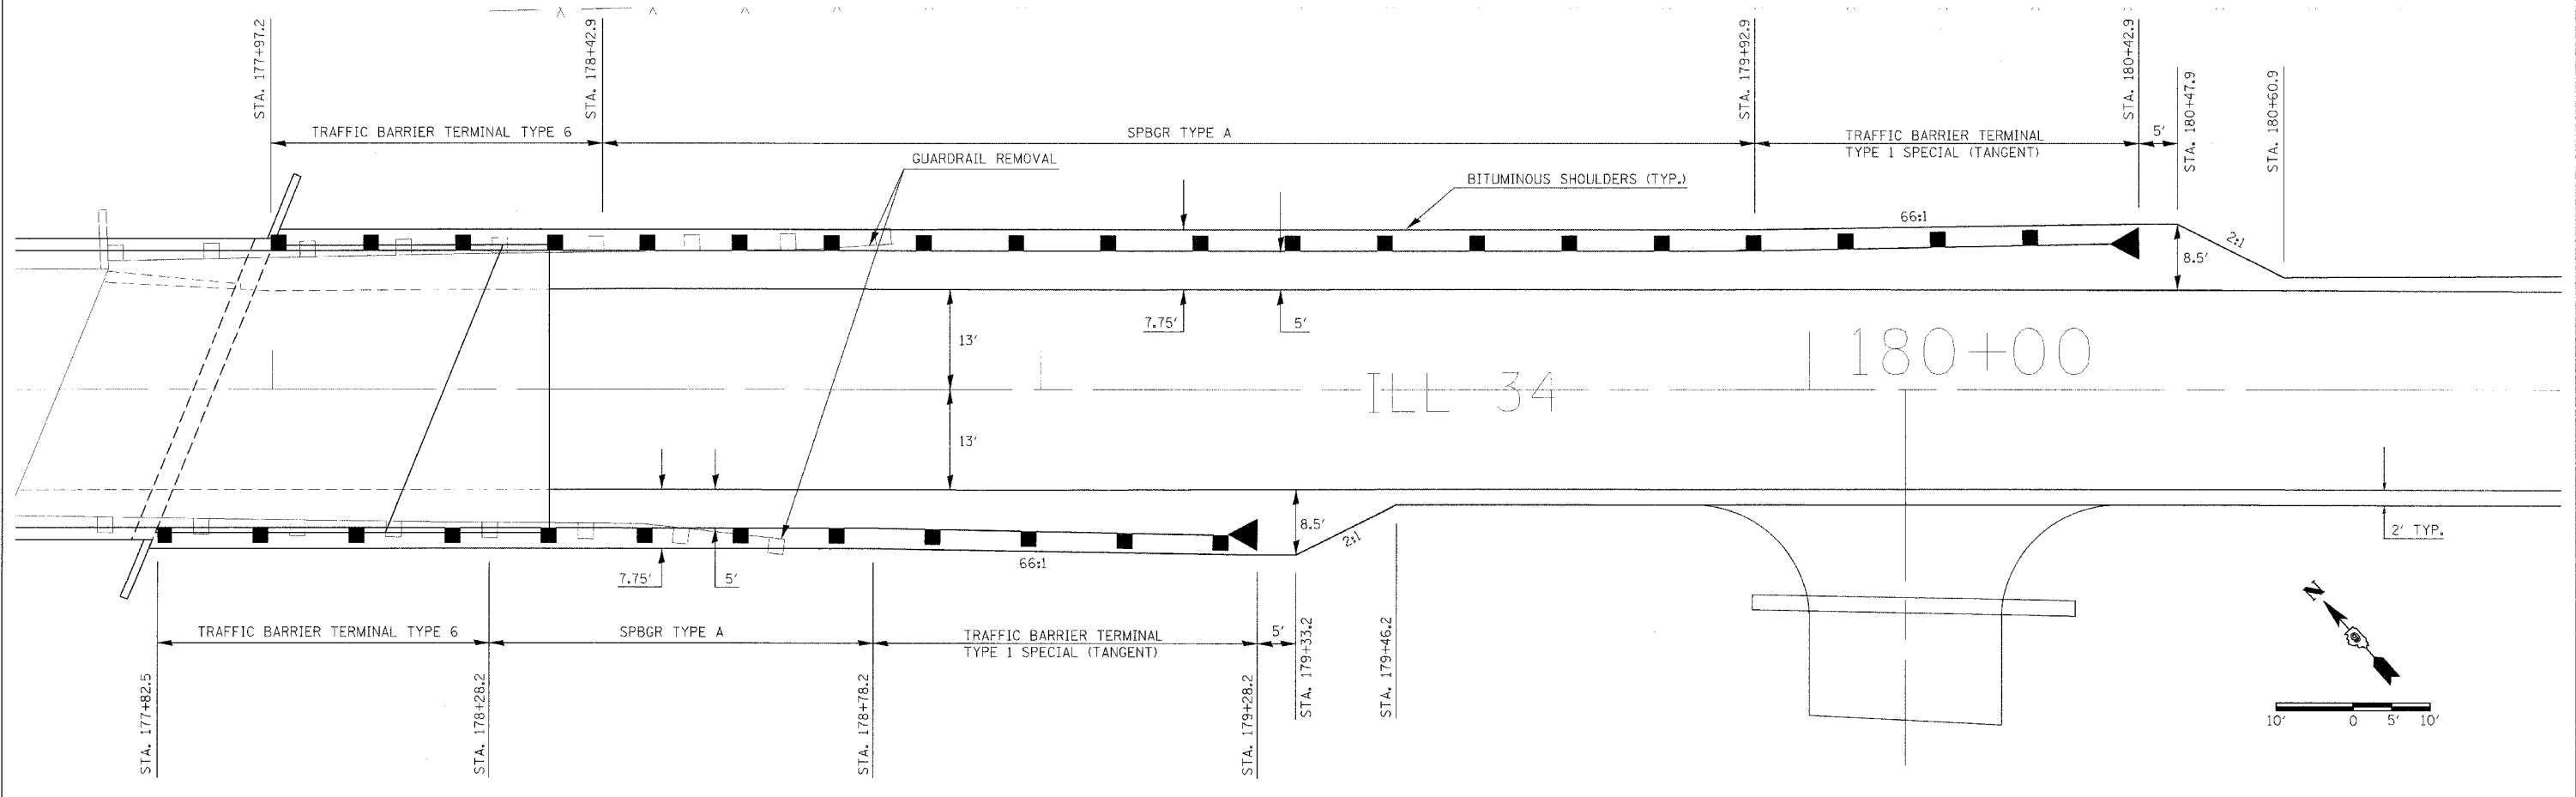 STA. 177+97.2
STA. 178+42.9
STA. 179+92.9
STA. 180+42.9
STA. 180+47.9
STA. 180+60.9
TRAFFIC BARRIER TERMINAL TYPE 6
SPBGR TYPE A
TRAFFIC BARRIER TERMINAL
TYPE 1 SPECIAL (TANGENT)
5'
GUARDRAIL REMOVAL
BITUMINOUS SHOULDERS (TYP.)
66:1
2:1
8.5'
7.75'
5'
13'
180+00
ILL 34
13'
8.5'
2:1
2' TYP.
66:1
7.75'
5'
TRAFFIC BARRIER TERMINAL TYPE 6
SPBGR TYPE A
TRAFFIC BARRIER TERMINAL
TYPE 1 SPECIAL (TANGENT)
5'
STA. 177+82.5
STA. 178+28.2
STA. 178+78.2
STA. 179+28.2
STA. 179+33.2
STA. 179+46.2
N
10' 0 5' 10'